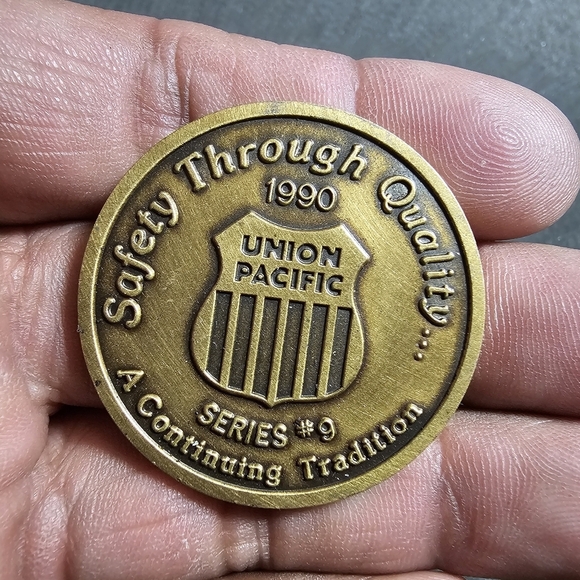 Safety Through Quality...
1990
UNION
PACIFIC
SERIES #9
A Continuing Tradition